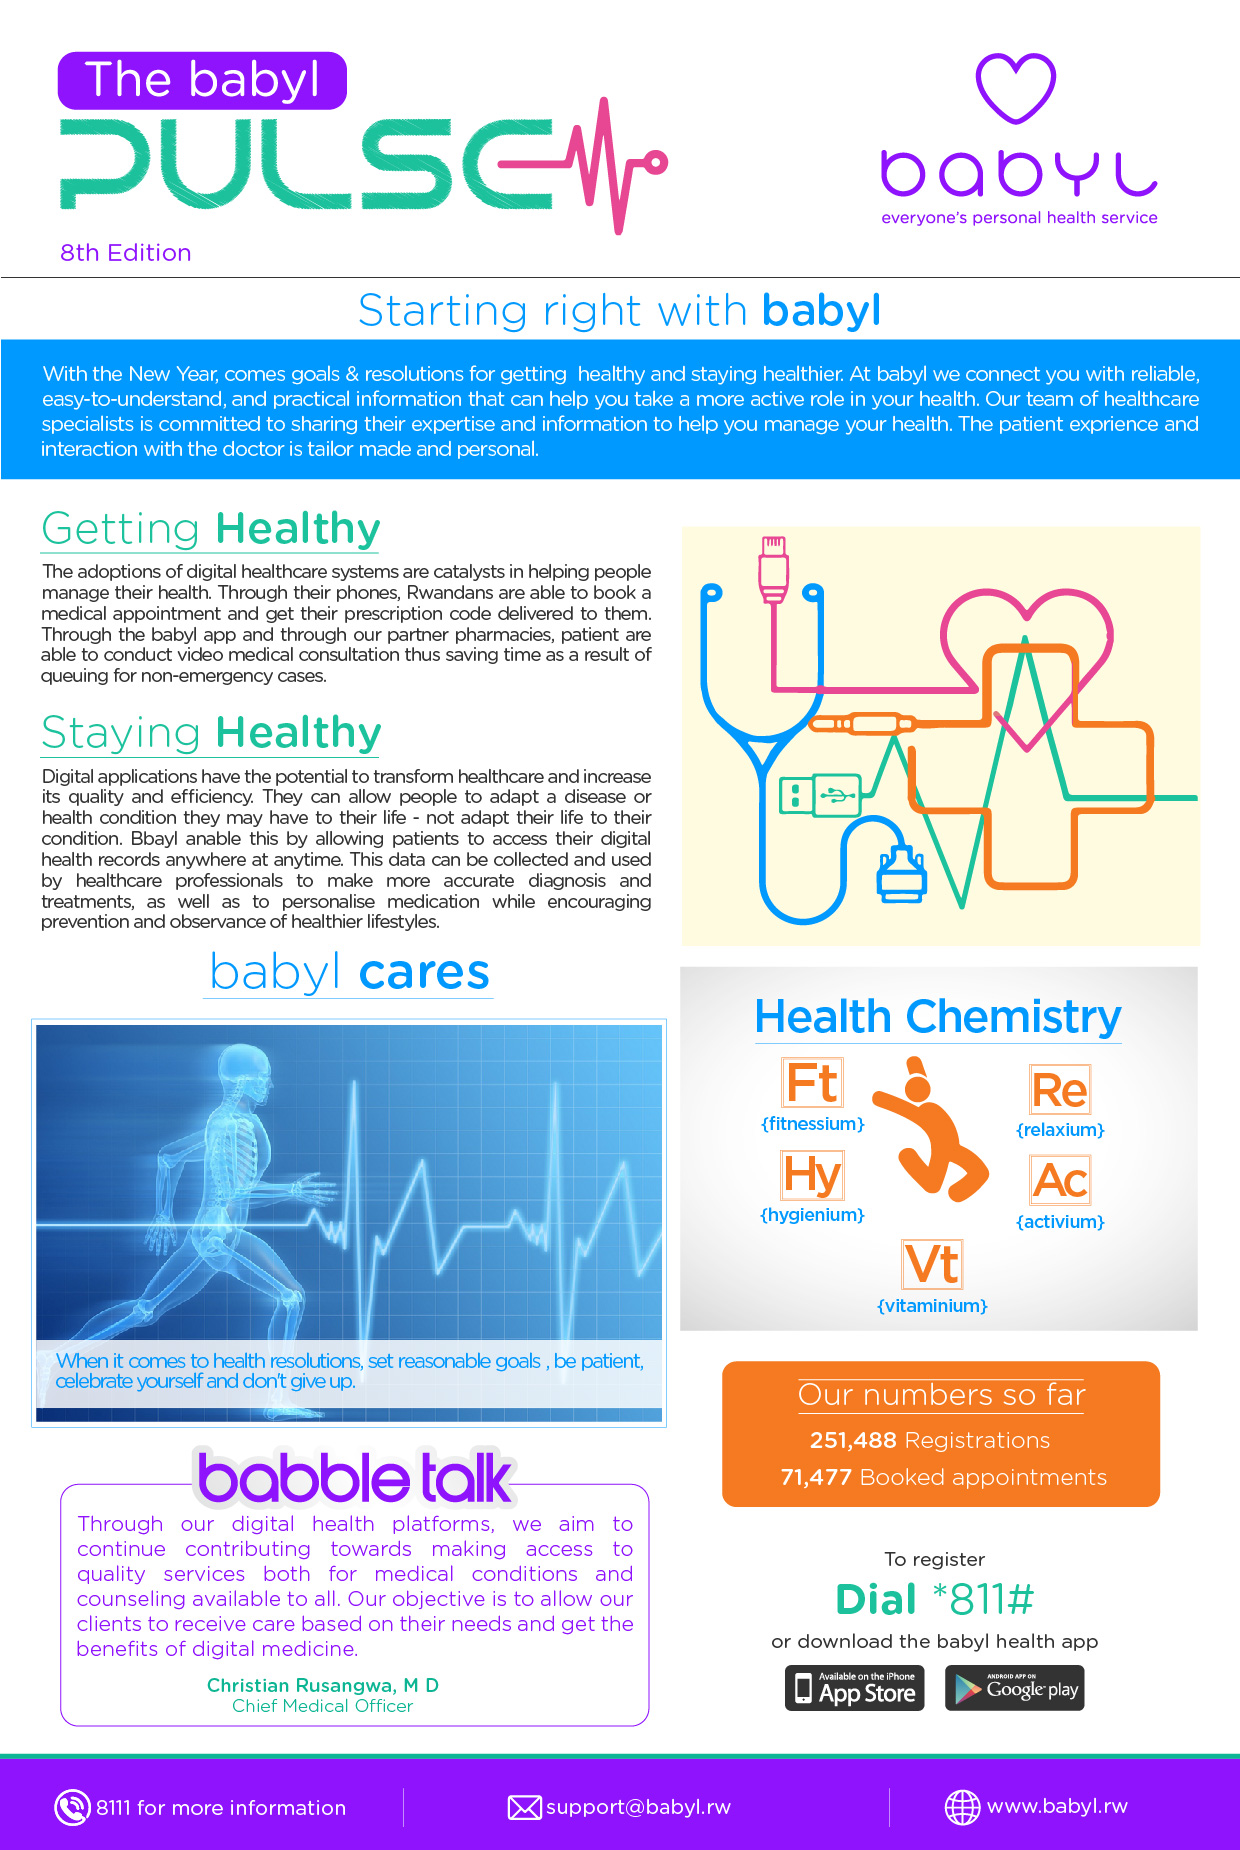 The babyl
PULSE
8th Edition
babyl
everyone's personal health service
Starting right with babyl
With the New Year, comes goals & resolutions for getting healthy and staying healthier. At babyl we connect you with reliable,
easy-to-understand, and practical information that can help you take a more active role in your health. Our team of healthcare
specialists is committed to sharing their expertise and information to help you manage your health. The patient exprience and
interaction with the doctor is tailor made and personal.
Getting Healthy
The adoptions of digital healthcare systems are catalysts in helping people
manage their health. Through their phones, Rwandans are able to book a
medical appointment and get their prescription code delivered to them.
Through the babyl app and through our partner pharmacies, patient are
able to conduct video medical consultation thus saving time as a result of
queuing for non-emergency cases.
Staying Healthy
Digital applications have the potential to transform healthcare and increase
its quality and efficiency. They can allow people to adapt a disease or
health condition they may have to their life - not adapt their life to their
condition. Bbayl anable this by allowing patients to access their digital
health records anywhere at anytime. This data can be collected and used
by healthcare professionals to make more accurate diagnosis and
treatments, as well as to personalise medication while encouraging
prevention and observance of healthier lifestyles.
babyl cares
When it comes to health resolutions, set reasonable goals , be patient,
celebrate yourself and don't give up.
Health Chemistry
Ft
{fitnessium}
Re
{relaxium}
Hy
{hygienium}
Ac
{activium}
Vt
{vitaminium}
babble talk
Through our digital health platforms, we aim to
continue contributing towards making access to
quality services both for medical conditions and
counseling available to all. Our objective is to allow our
clients to receive care based on their needs and get the
benefits of digital medicine.
Christian Rusangwa, M D
Chief Medical Officer
Our numbers so far
251,488 Registrations
71,477 Booked appointments
To register
Dial *811#
or download the babyl health app
Available on the iPhone
App Store
ANDROID APP ON
Google play
8111 for more information
support@babyl.rw
www.babyl.rw